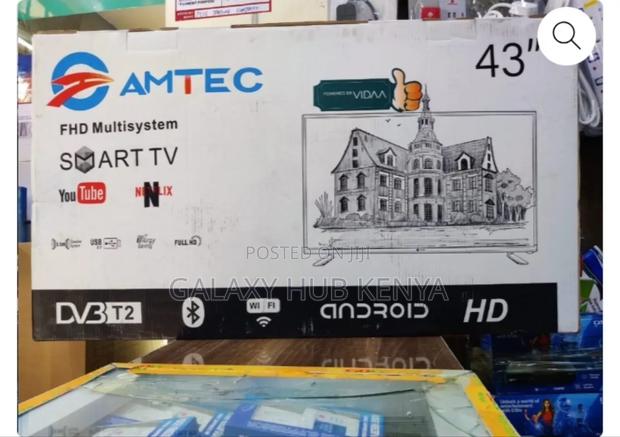 AMTEC
43"
POWERED BY VIDAA
FHD Multisystem
SMART TV
YouTube
NETFLIX
N
USB
FULL HD
POSTED ON JIJI
GALAXY HUB KENYA
DVB T2
WI FI
ANDROID
HD